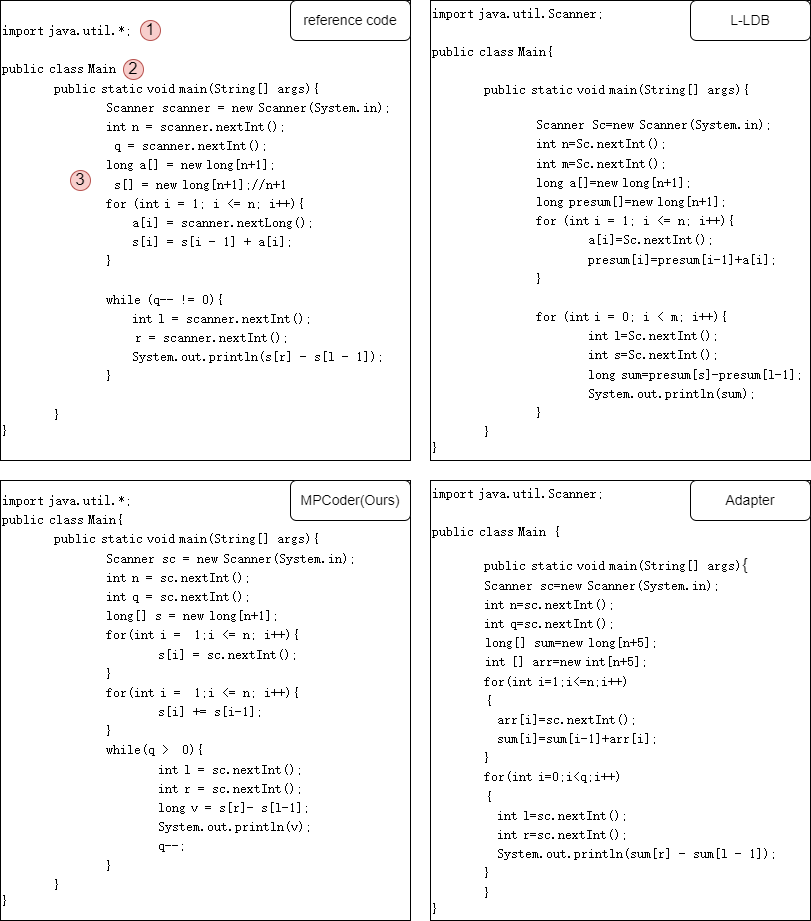 reference code
import java.util.*; 1
public class Main 2
public static void main(String[] args){
Scanner scanner = new Scanner(System.in);
int n = scanner.nextInt();
q = scanner.nextInt();
long a[] = new long[n+1];
3 s[] = new long[n+1];//n+1
for (int i = 1; i <= n; i++){
a[i] = scanner.nextLong();
s[i] = s[i - 1] + a[i];
}
while (q-- != 0){
int l = scanner.nextInt();
r = scanner.nextInt();
System.out.println(s[r] - s[l - 1]);
}
}
}
L-LDB
import java.util.Scanner;
public class Main{
public static void main(String[] args){
Scanner Sc=new Scanner(System.in);
int n=Sc.nextInt();
int m=Sc.nextInt();
long a[]=new long[n+1];
long presum[]=new long[n+1];
for (int i = 1; i <= n; i++){
a[i]=Sc.nextInt();
presum[i]=presum[i-1]+a[i];
}
for (int i = 0; i < m; i++){
int l=Sc.nextInt();
int s=Sc.nextInt();
long sum=presum[s]-presum[l-1];
System.out.println(sum);
}
}
}
MPCoder(Ours)
import java.util.*;
public class Main{
public static void main(String[] args){
Scanner sc = new Scanner(System.in);
int n = sc.nextInt();
int q = sc.nextInt();
long[] s = new long[n+1];
for(int i = 1;i <= n; i++){
s[i] = sc.nextInt();
}
for(int i = 1;i <= n; i++){
s[i] += s[i-1];
}
while(q > 0){
int l = sc.nextInt();
int r = sc.nextInt();
long v = s[r]- s[l-1];
System.out.println(v);
q--;
}
}
}
Adapter
import java.util.Scanner;
public class Main {
public static void main(String[] args){
Scanner sc=new Scanner(System.in);
int n=sc.nextInt();
int q=sc.nextInt();
long[] sum=new long[n+5];
int [] arr=new int[n+5];
for(int i=1;i<=n;i++)
{
arr[i]=sc.nextInt();
sum[i]=sum[i-1]+arr[i];
}
for(int i=0;i<q;i++)
{
int l=sc.nextInt();
int r=sc.nextInt();
System.out.println(sum[r] - sum[l - 1]);
}
}
}